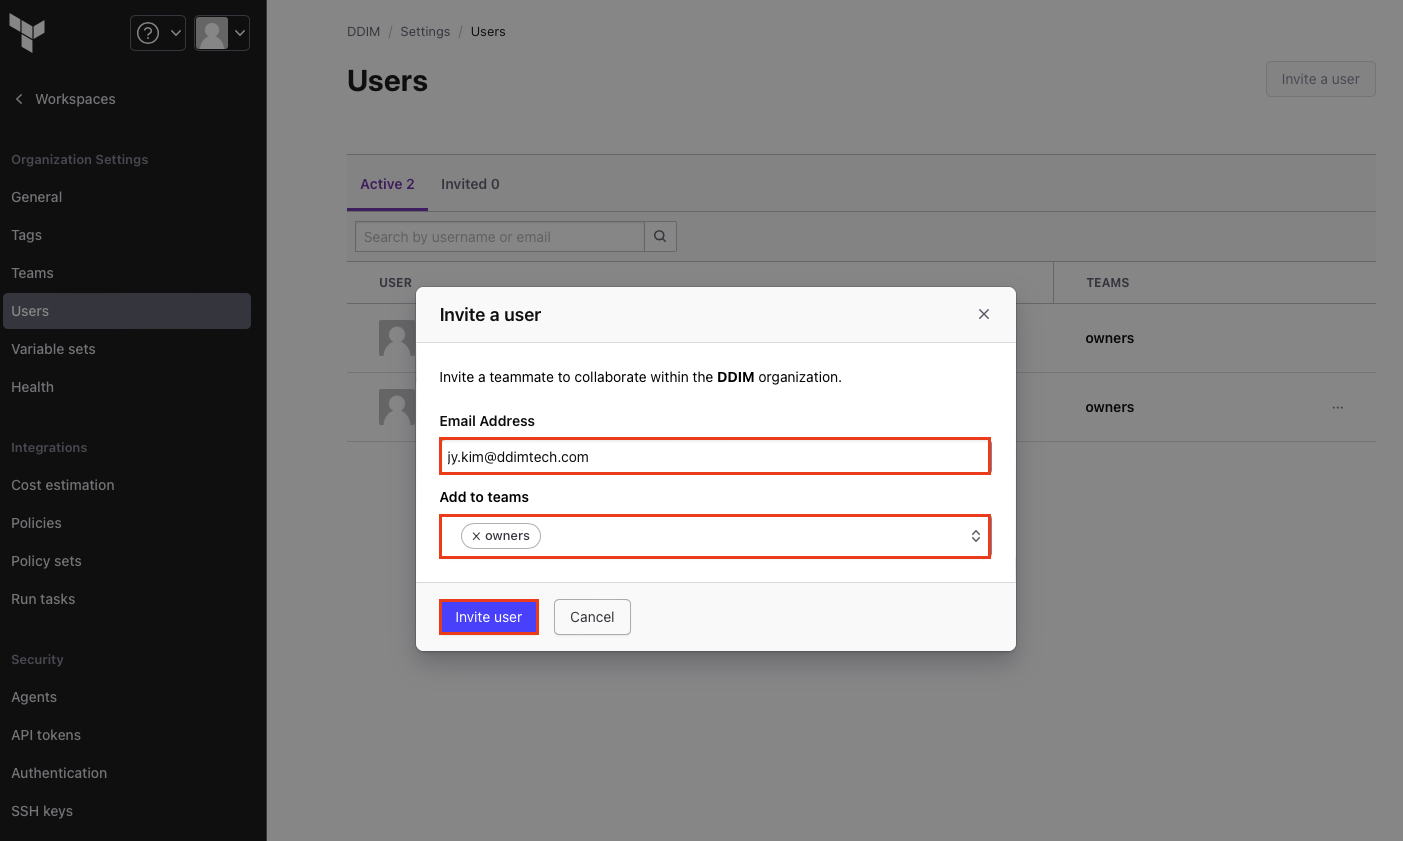 DDIM / Settings / Users
Users
Invite a user
Workspaces
Organization Settings
General
Tags
Teams
Users
Variable sets
Health
Integrations
Cost estimation
Policies
Policy sets
Run tasks
Security
Agents
API tokens
Authentication
SSH keys
Active 2
Invited 0
Search by username or email
USER
TEAMS
owners
owners
...
Invite a user
Invite a teammate to collaborate within the DDIM organization.
Email Address
jy.kim@ddimtech.com
Add to teams
× owners
Invite user
Cancel